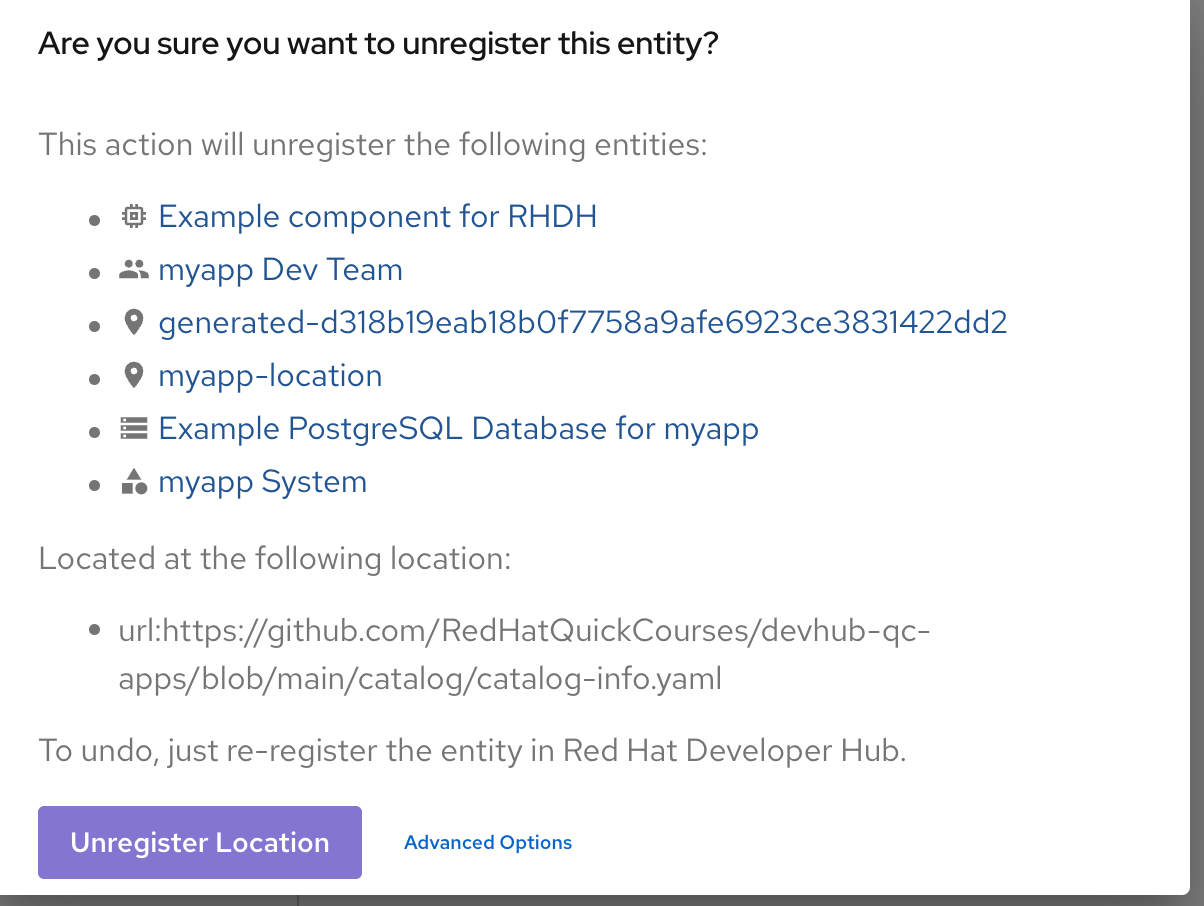 Are you sure you want to unregister this entity?
This action will unregister the following entities:
Example component for RHDH
myapp Dev Team
generated-d318b19eab18b0f7758a9afe6923ce3831422dd2
myapp-location
Example PostgreSQL Database for myapp
myapp System
Located at the following location:
url:https://github.com/RedHatQuickCourses/devhub-qc-
apps/blob/main/catalog/catalog-info.yaml
To undo, just re-register the entity in Red Hat Developer Hub.
Unregister Location
Advanced Options